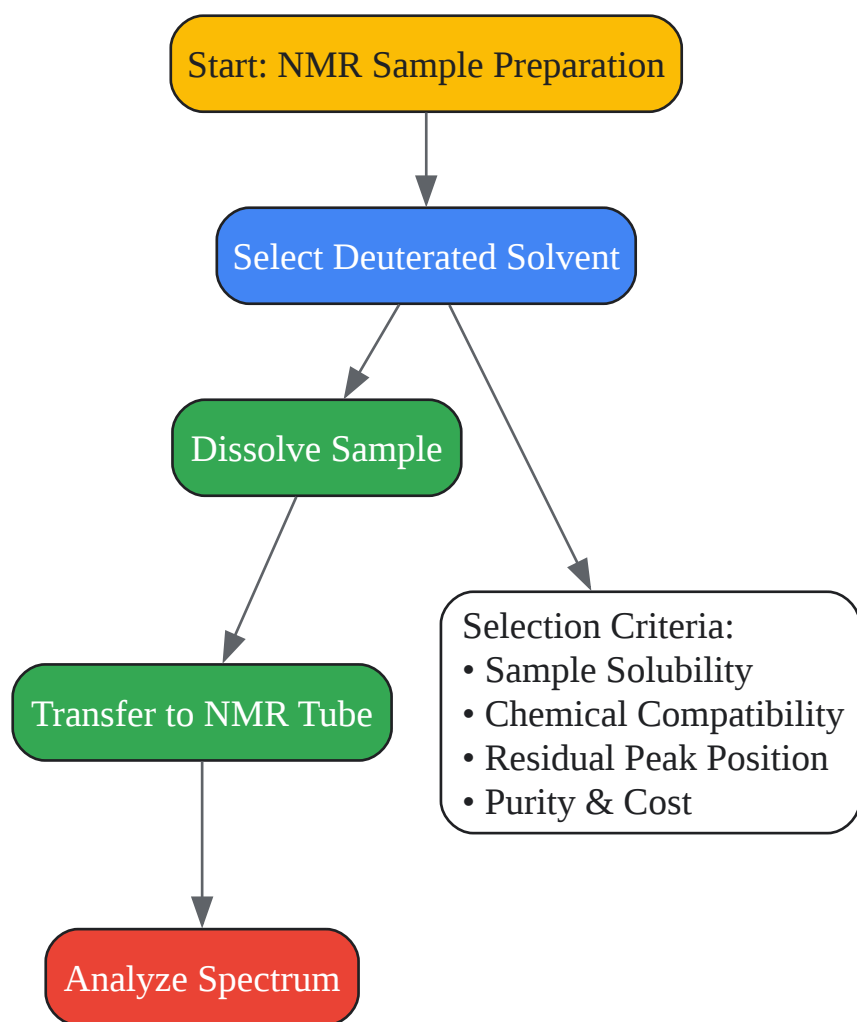 Start: NMR Sample Preparation
Select Deuterated Solvent
Dissolve Sample
Selection Criteria:
• Sample Solubility
• Chemical Compatibility
• Residual Peak Position
• Purity & Cost
Transfer to NMR Tube
Analyze Spectrum